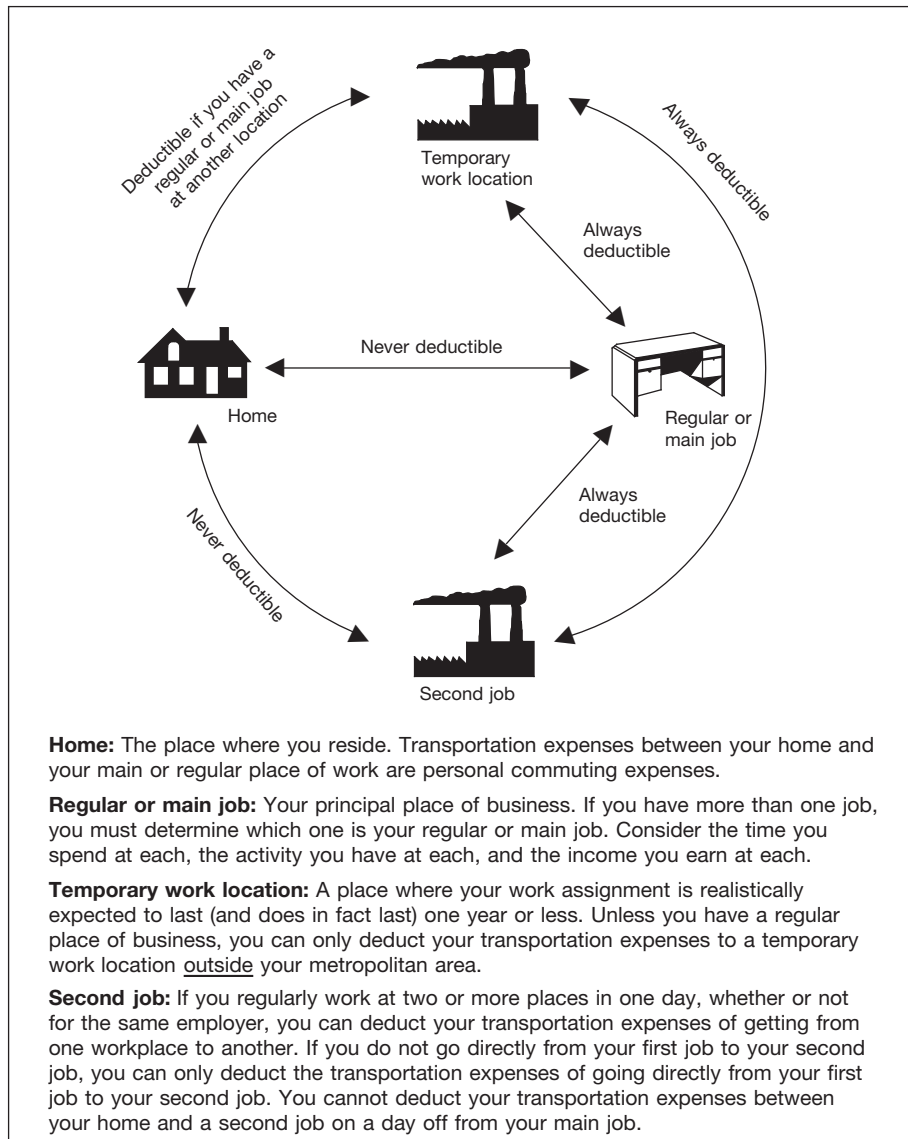 Deductible if you have a
regular or main job
at another location
Temporary
work location
Always deductible
Always
deductible
Never deductible
Home
Regular or
main job
Always
deductible
Never deductible
Second job
Home: The place where you reside. Transportation expenses between your home and
your main or regular place of work are personal commuting expenses.
Regular or main job: Your principal place of business. If you have more than one job,
you must determine which one is your regular or main job. Consider the time you
spend at each, the activity you have at each, and the income you earn at each.
Temporary work location: A place where your work assignment is realistically
expected to last (and does in fact last) one year or less. Unless you have a regular
place of business, you can only deduct your transportation expenses to a temporary
work location outside your metropolitan area.
Second job: If you regularly work at two or more places in one day, whether or not
for the same employer, you can deduct your transportation expenses of getting from
one workplace to another. If you do not go directly from your first job to your second
job, you can only deduct the transportation expenses of going directly from your first
job to your second job. You cannot deduct your transportation expenses between
your home and a second job on a day off from your main job.